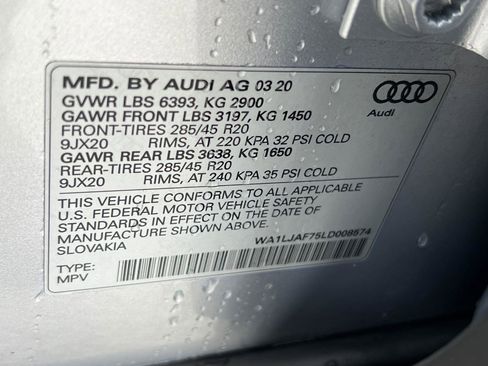 MFD. BY AUDI AG 03 20
GVWR LBS 6393, KG 2900
GAWR FRONT LBS 3197, KG 1450
FRONT-TIRES 285/45 R20
9JX20 RIMS, AT 220 KPA 32 PSI COLD
GAWR REAR LBS 3638, KG 1650
REAR-TIRES 285/45 R20
9JX20 RIMS, AT 240 KPA 35 PSI COLD
Audi
THIS VEHICLE CONFORMS TO ALL APPLICABLE
U.S. FEDERAL MOTOR VEHICLE SAFETY
STANDARDS IN EFFECT ON THE DATE OF
MANUFACTURE SHOWN ABOVE.
SLOVAKIA
WA1LJAF75LD008574
TYPE:
MPV